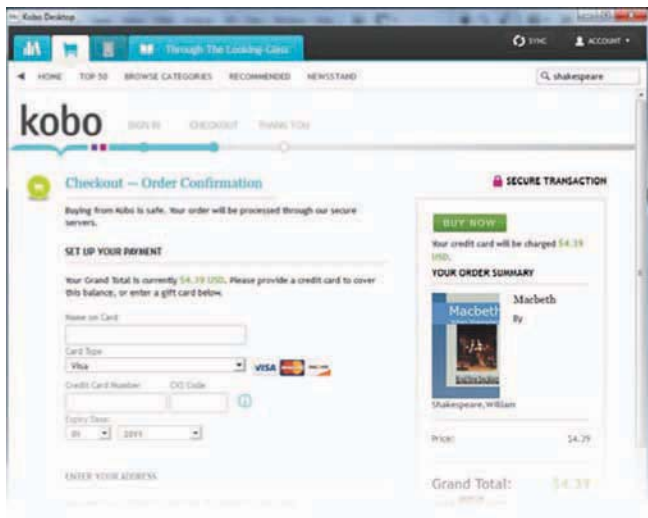 Kobo Desktop
Through The Looking-Glass
SYNC
ACCOUNT
HOME TOP 50 BROWSE CATEGORIES RECOMMENDED NEWSSTAND
shakespeare
kobo
SIGN IN CHECKOUT THANK YOU
Checkout — Order Confirmation
Buying from Kobo is safe. Your order will be processed through our secure
servers.
SET UP YOUR PAYMENT
Your Grand Total is currently $4.39 USD. Please provide a credit card to cover
this balance, or enter a gift card below.
Name on Card
Card Type
Visa
VISA
Credit Card Number CVS Code
Expiry Date
01 2011
ENTER YOUR ADDRESS
SECURE TRANSACTION
BUY NOW
Your credit card will be charged $4.39
USD.
YOUR ORDER SUMMARY
Macbeth
Macbeth
By
Shakespeare, William
Price: $4.39
Grand Total: $4.39